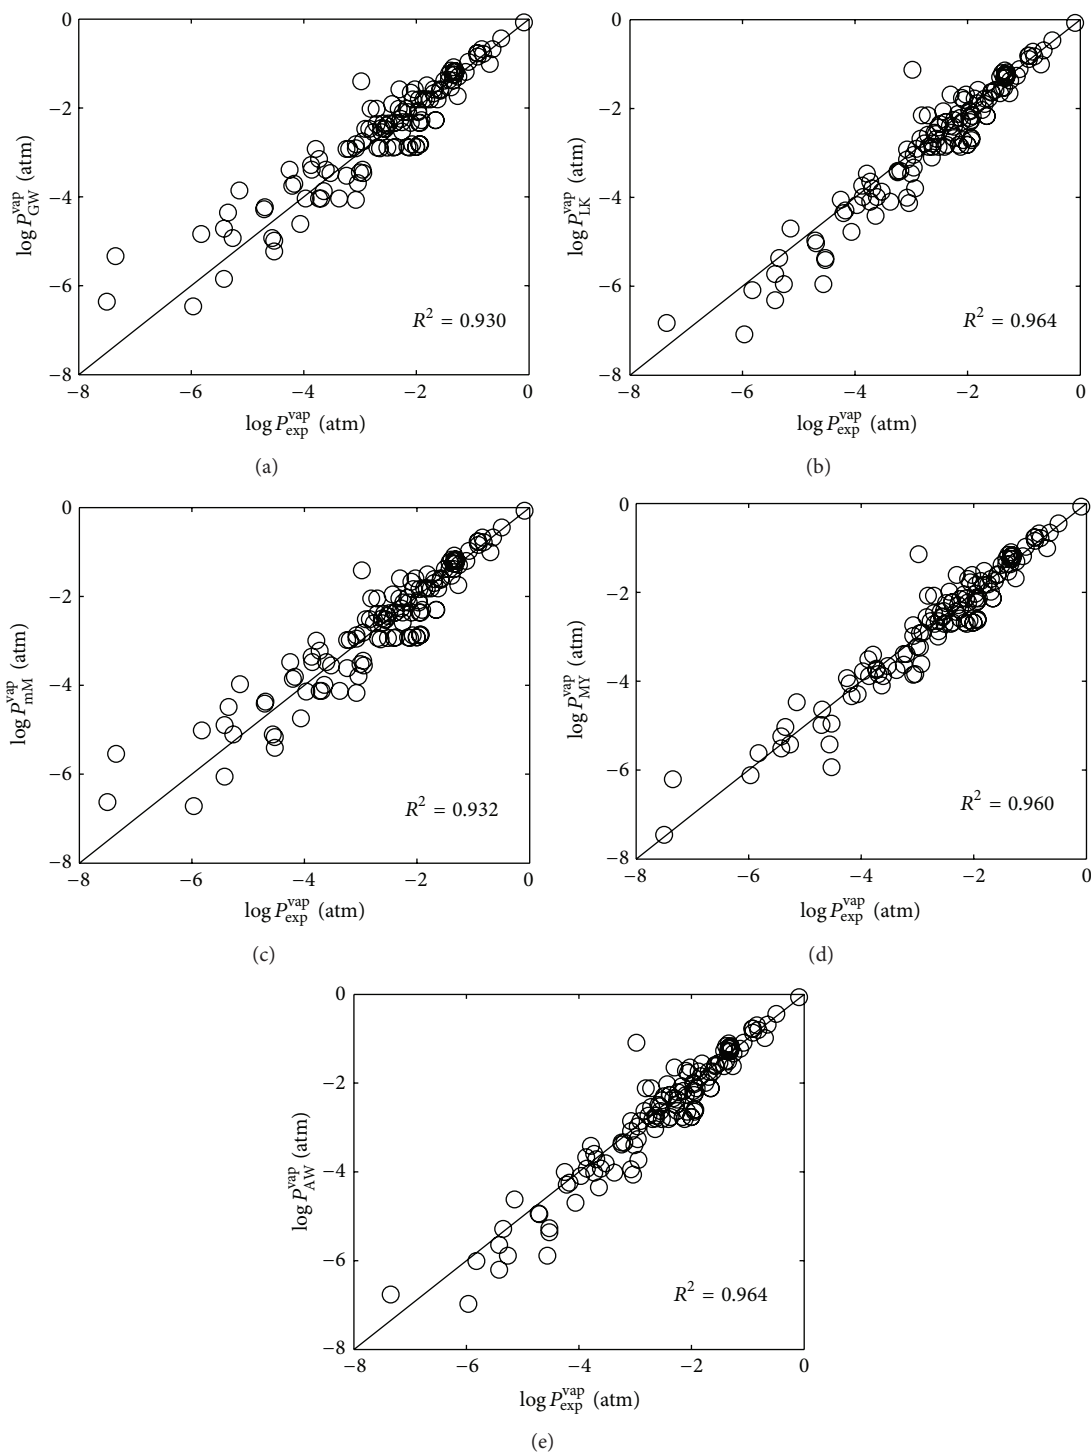 0
−2
−4
−6
−8
log P^vap_GW (atm)
R² = 0.930
−8 −6 −4 −2 0
log P^vap_exp (atm)
(a)
0
−2
−4
−6
−8
log P^vap_LK (atm)
R² = 0.964
−8 −6 −4 −2 0
log P^vap_exp (atm)
(b)
0
−2
−4
−6
−8
log P^vap_mM (atm)
R² = 0.932
−8 −6 −4 −2 0
log P^vap_exp (atm)
(c)
0
−2
−4
−6
−8
log P^vap_MY (atm)
R² = 0.960
−8 −6 −4 −2 0
log P^vap_exp (atm)
(d)
0
−2
−4
−6
−8
log P^vap_AW (atm)
R² = 0.964
−8 −6 −4 −2 0
log P^vap_exp (atm)
(e)